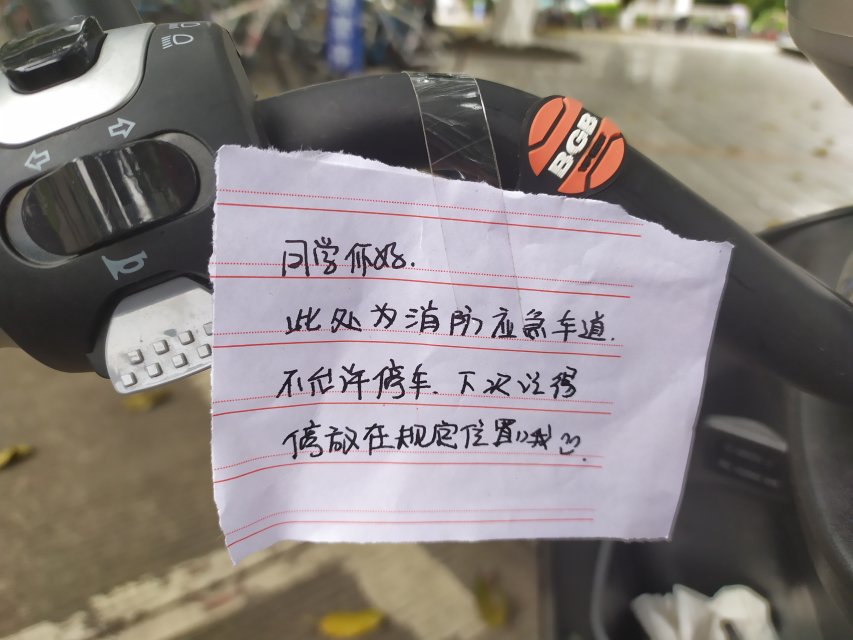 BGB
同学你好.
此处为消防应急车道.
不允许停车.下次记得
停放在规定位置哦